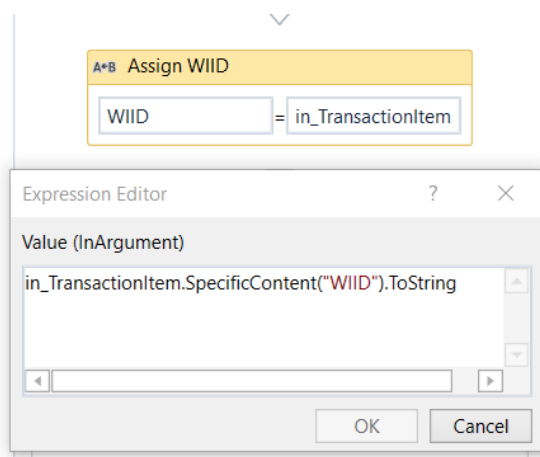 A+B Assign WIID
WIID = in_TransactionItem
Expression Editor ?
Value (InArgument)
in_TransactionItem.SpecificContent("WIID").ToString
OK Cancel